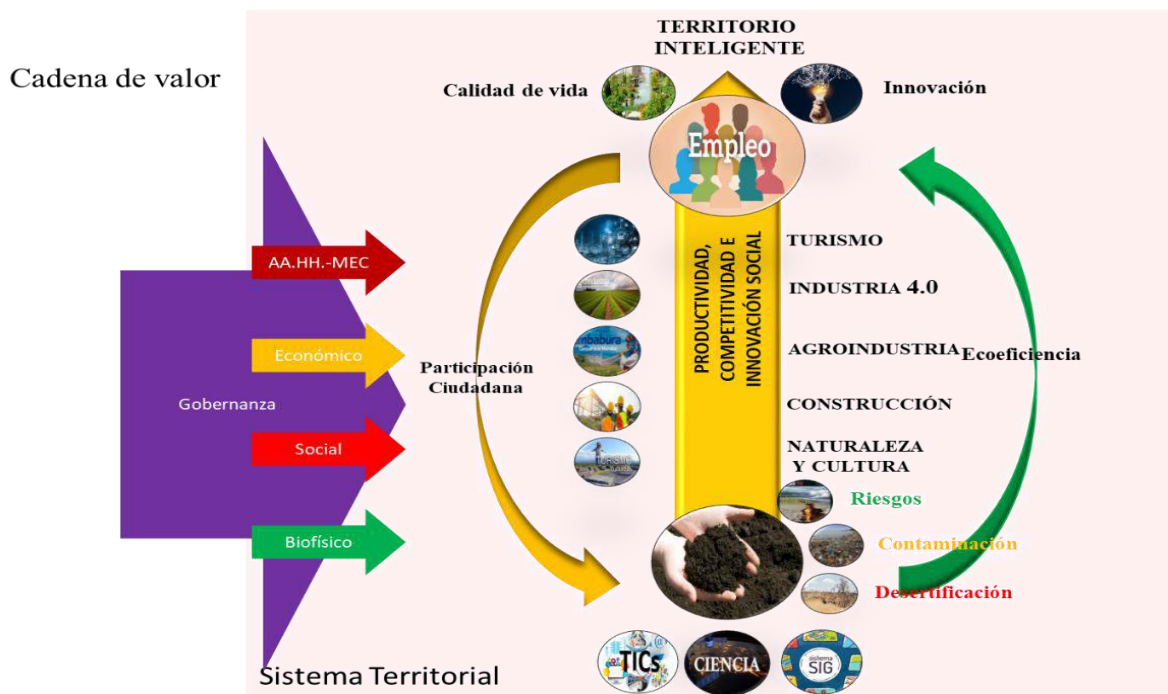 TERRITORIO
INTELIGENTE
Cadena de valor
Calidad de vida
Innovación
Empleo
AA.HH.-MEC
Económico
Gobernanza
Social
Biofísico
Participación
Ciudadana
PRODUCTIVIDAD,
COMPETITIVIDAD E
INNOVACIÓN SOCIAL
TURISMO
INDUSTRIA 4.0
AGROINDUSTRIA
CONSTRUCCIÓN
NATURALEZA
Y CULTURA
Ecoeficiencia
Riesgos
Contaminación
Desertificación
TICs
CIENCIA
sistema
SIG
Sistema Territorial